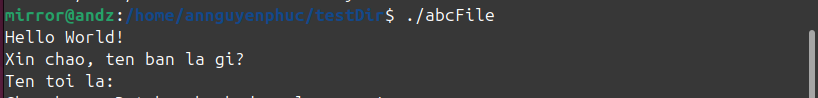 mirror@andz:/home/annguyenphuc/testDir$ ./abcFile
Hello World!
Xin chao, ten ban la gi?
Ten toi la: